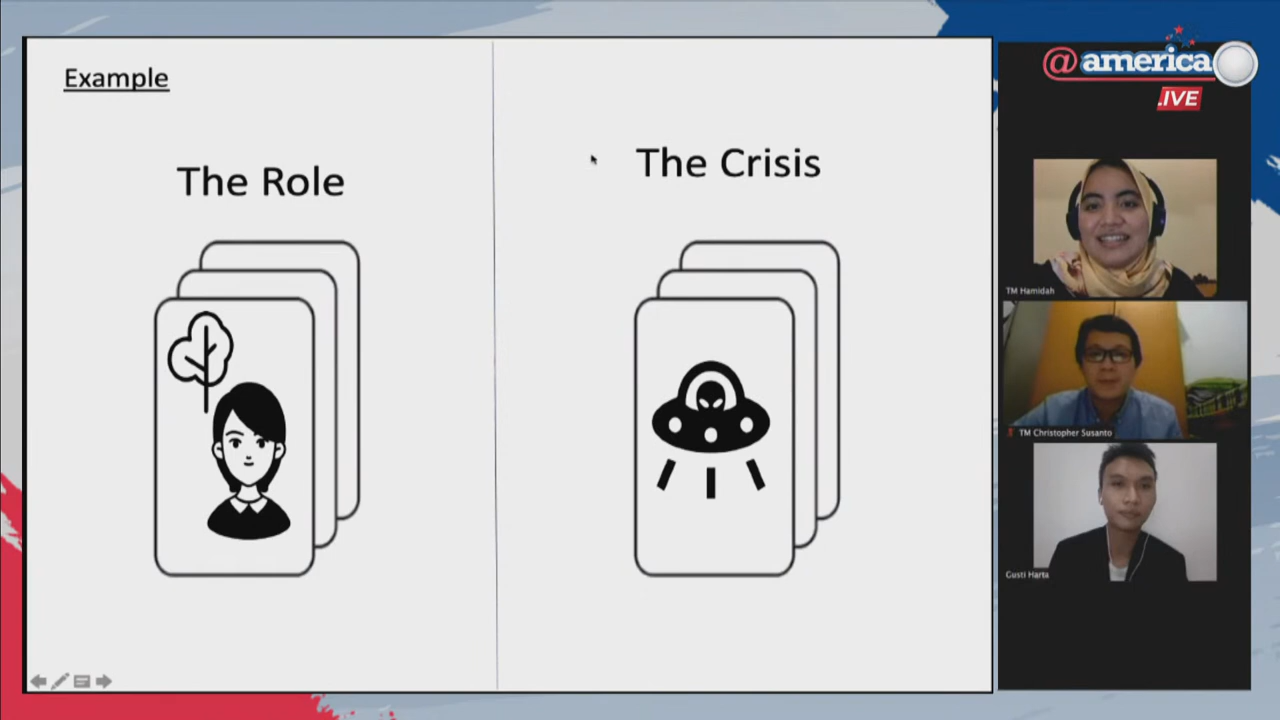 Example
The Role
The Crisis
@america
LIVE
TM Hamidah
TM Christopher Susanto
Gusti Harta